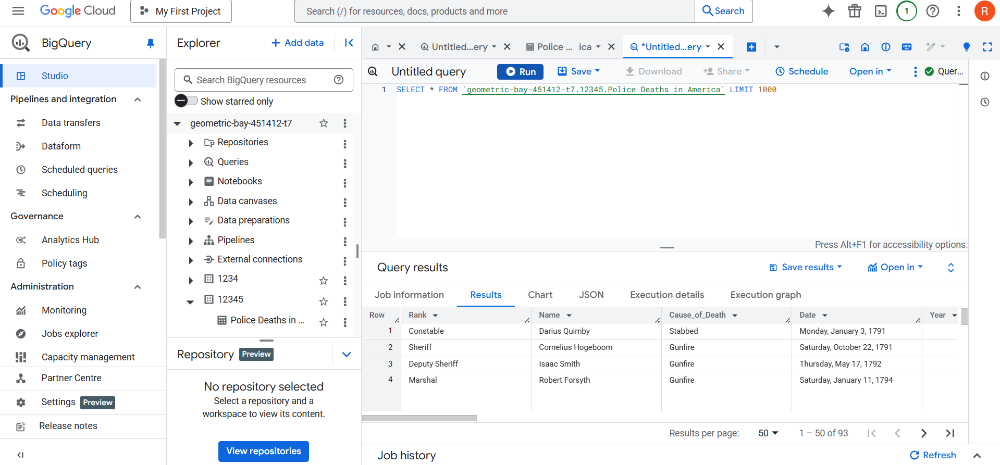 Google Cloud
My First Project
Search (/) for resources, docs, products and more
Search
1
R
BigQuery
Studio
Pipelines and integration
Data transfers
Dataform
Scheduled queries
Scheduling
Governance
Analytics Hub
Policy tags
Administration
Monitoring
Jobs explorer
Capacity management
Partner Centre
Settings Preview
Release notes
Explorer
+ Add data
Search BigQuery resources
Show starred only
geometric-bay-451412-t7
Repositories
Queries
Notebooks
Data canvases
Data preparations
Pipelines
External connections
1234
12345
Police Deaths in ...
Repository Preview
No repository selected
Select a repository and a
workspace to view its content.
View repositories
Untitled...ery
Police ... ica
*Untitled...ery
Untitled query
Run
Save
Download
Share
Schedule
Open in
Quer...
1 SELECT * FROM `geometric-bay-451412-t7.12345.Police Deaths in America` LIMIT 1000
Press Alt+F1 for accessibility options.
Query results
Save results
Open in
Job information Results Chart JSON Execution details Execution graph
Row Rank Name Cause_of_Death Date Year
1 Constable Darius Quimby Stabbed Monday, January 3, 1791
2 Sheriff Cornelius Hogeboom Gunfire Saturday, October 22, 1791
3 Deputy Sheriff Isaac Smith Gunfire Thursday, May 17, 1792
4 Marshal Robert Forsyth Gunfire Saturday, January 11, 1794
Results per page: 50 1 – 50 of 93
Job history
Refresh